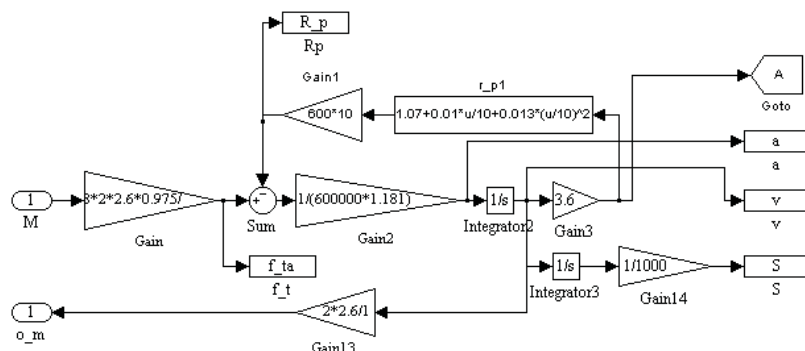 R_p
Rp
Gain1
600*10
r_p1
1.07+0.01*u/10+0.013*(u/10)^2
A
Goto
a
a
1
M
8*2*2.6*0.975/
Gain
+
−
Sum
1/(600000*1.181)
Gain2
1/s
Integrator2
3.6
Gain3
v
v
f_ta
f_t
1/s
Integrator3
1/1000
Gain14
S
S
1
o_m
2*2.6/1
Gain13